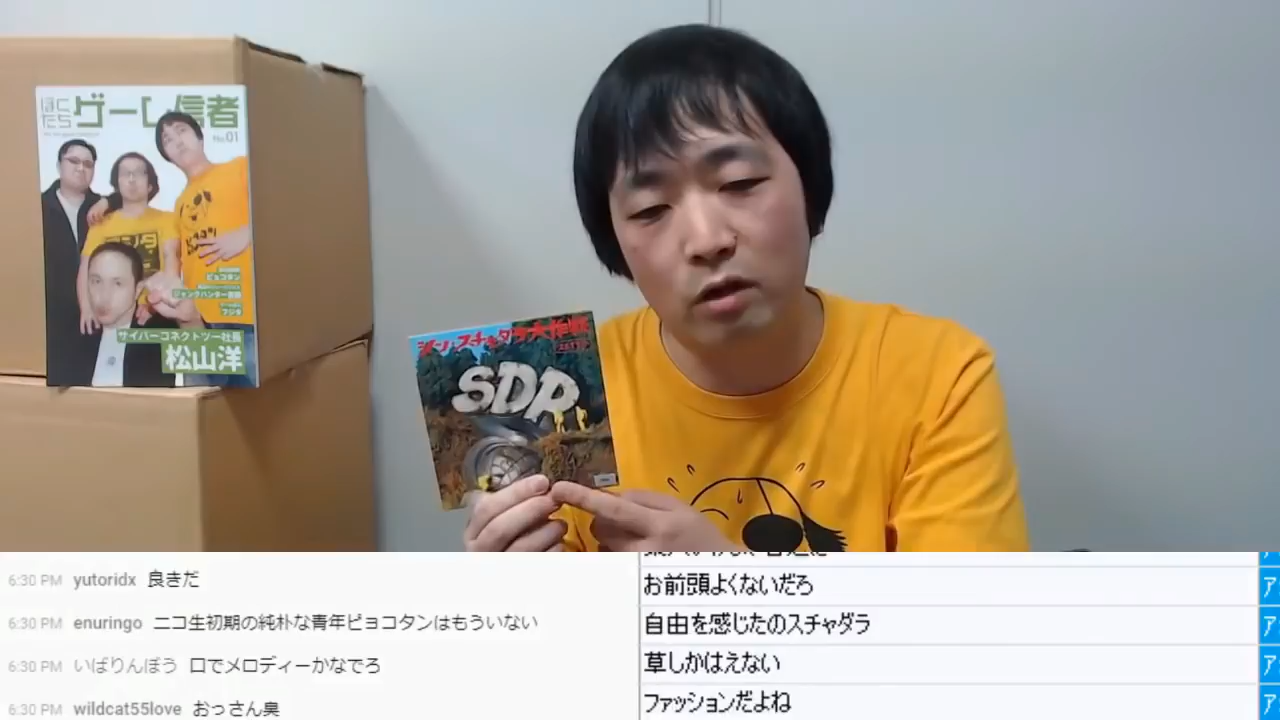 ぼくたち
ゲーム信者
No.01
ピョコタン
ジャンクハンター吉田
フジタ
サイバーコネクトツー社長
松山洋
スチャダラ大作戦
SDP
6:30 PM yutoridx 良きだ
6:30 PM enuringo ニコ生初期の純朴な青年ピョコタンはもういない
6:30 PM いばりんぼう 口でメロディーかなでろ
6:30 PM wildcat55love おっさん臭
お前頭よくないだろ
ア
自由を感じたのスチャダラ
ア
草しかはえない
ア
ファッションだよね
ア